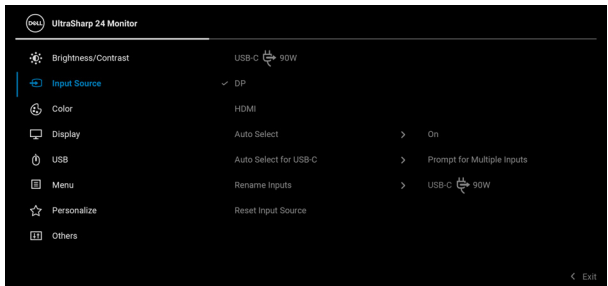 DELL UltraSharp 24 Monitor
Brightness/Contrast USB-C 90W
Input Source DP
Color HDMI
Display Auto Select On
USB Auto Select for USB-C Prompt for Multiple Inputs
Menu Rename Inputs USB-C 90W
Personalize Reset Input Source
Others
Exit